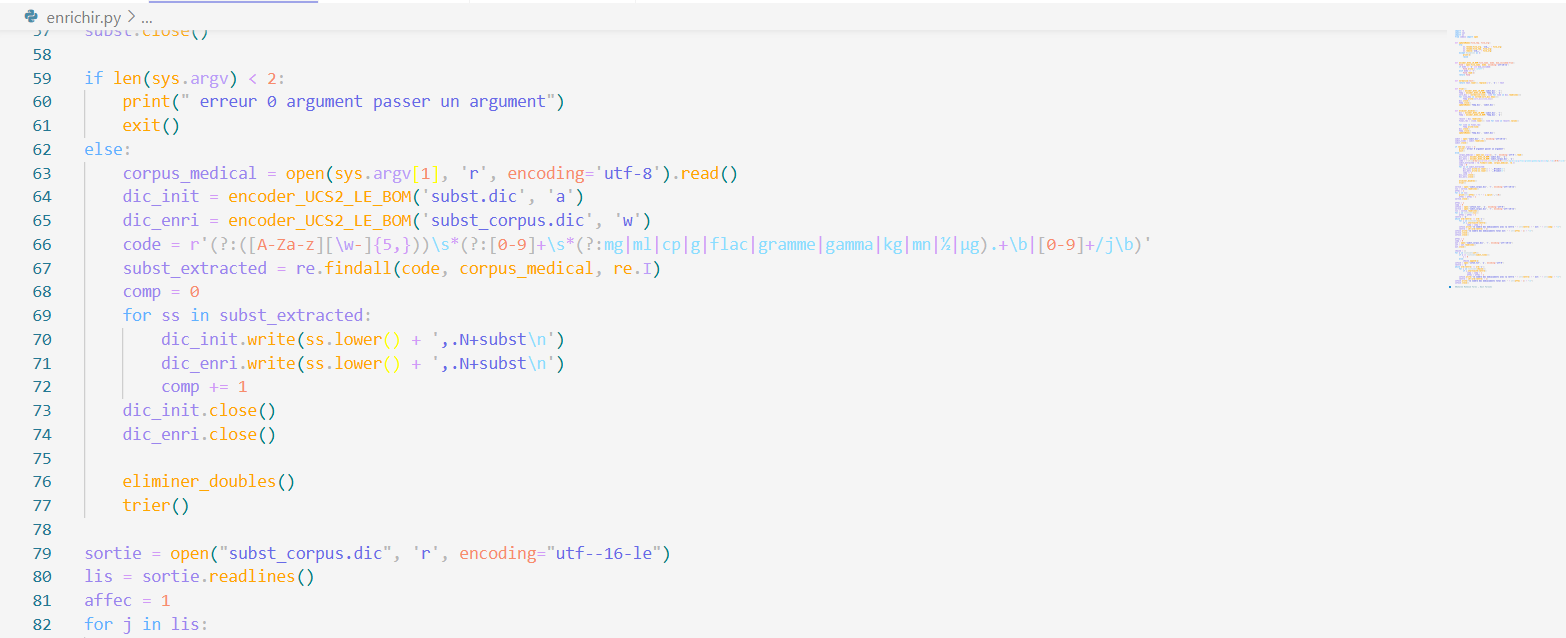 enrichir.py > ...
57 subst.close()
58
59 if len(sys.argv) < 2:
60     print(" erreur 0 argument passer un argument")
61     exit()
62 else:
63     corpus_medical = open(sys.argv[1], 'r', encoding='utf-8').read()
64     dic_init = encoder_UCS2_LE_BOM('subst.dic', 'a')
65     dic_enri = encoder_UCS2_LE_BOM('subst_corpus.dic', 'w')
66     code = r'(?:([A-Za-z][\w-]{5,}))\s*(?:[0-9]+\s*(?:mg|ml|cp|g|flac|gramme|gamma|kg|mn|%|µg).+\b|[0-9]+/j\b)'
67     subst_extracted = re.findall(code, corpus_medical, re.I)
68     comp = 0
69     for ss in subst_extracted:
70         dic_init.write(ss.lower() + ',.N+subst\n')
71         dic_enri.write(ss.lower() + ',.N+subst\n')
72         comp += 1
73     dic_init.close()
74     dic_enri.close()
75
76     eliminer_doubles()
77     trier()
78
79 sortie = open("subst_corpus.dic", 'r', encoding="utf--16-le")
80 lis = sortie.readlines()
81 affec = 1
82 for j in lis: